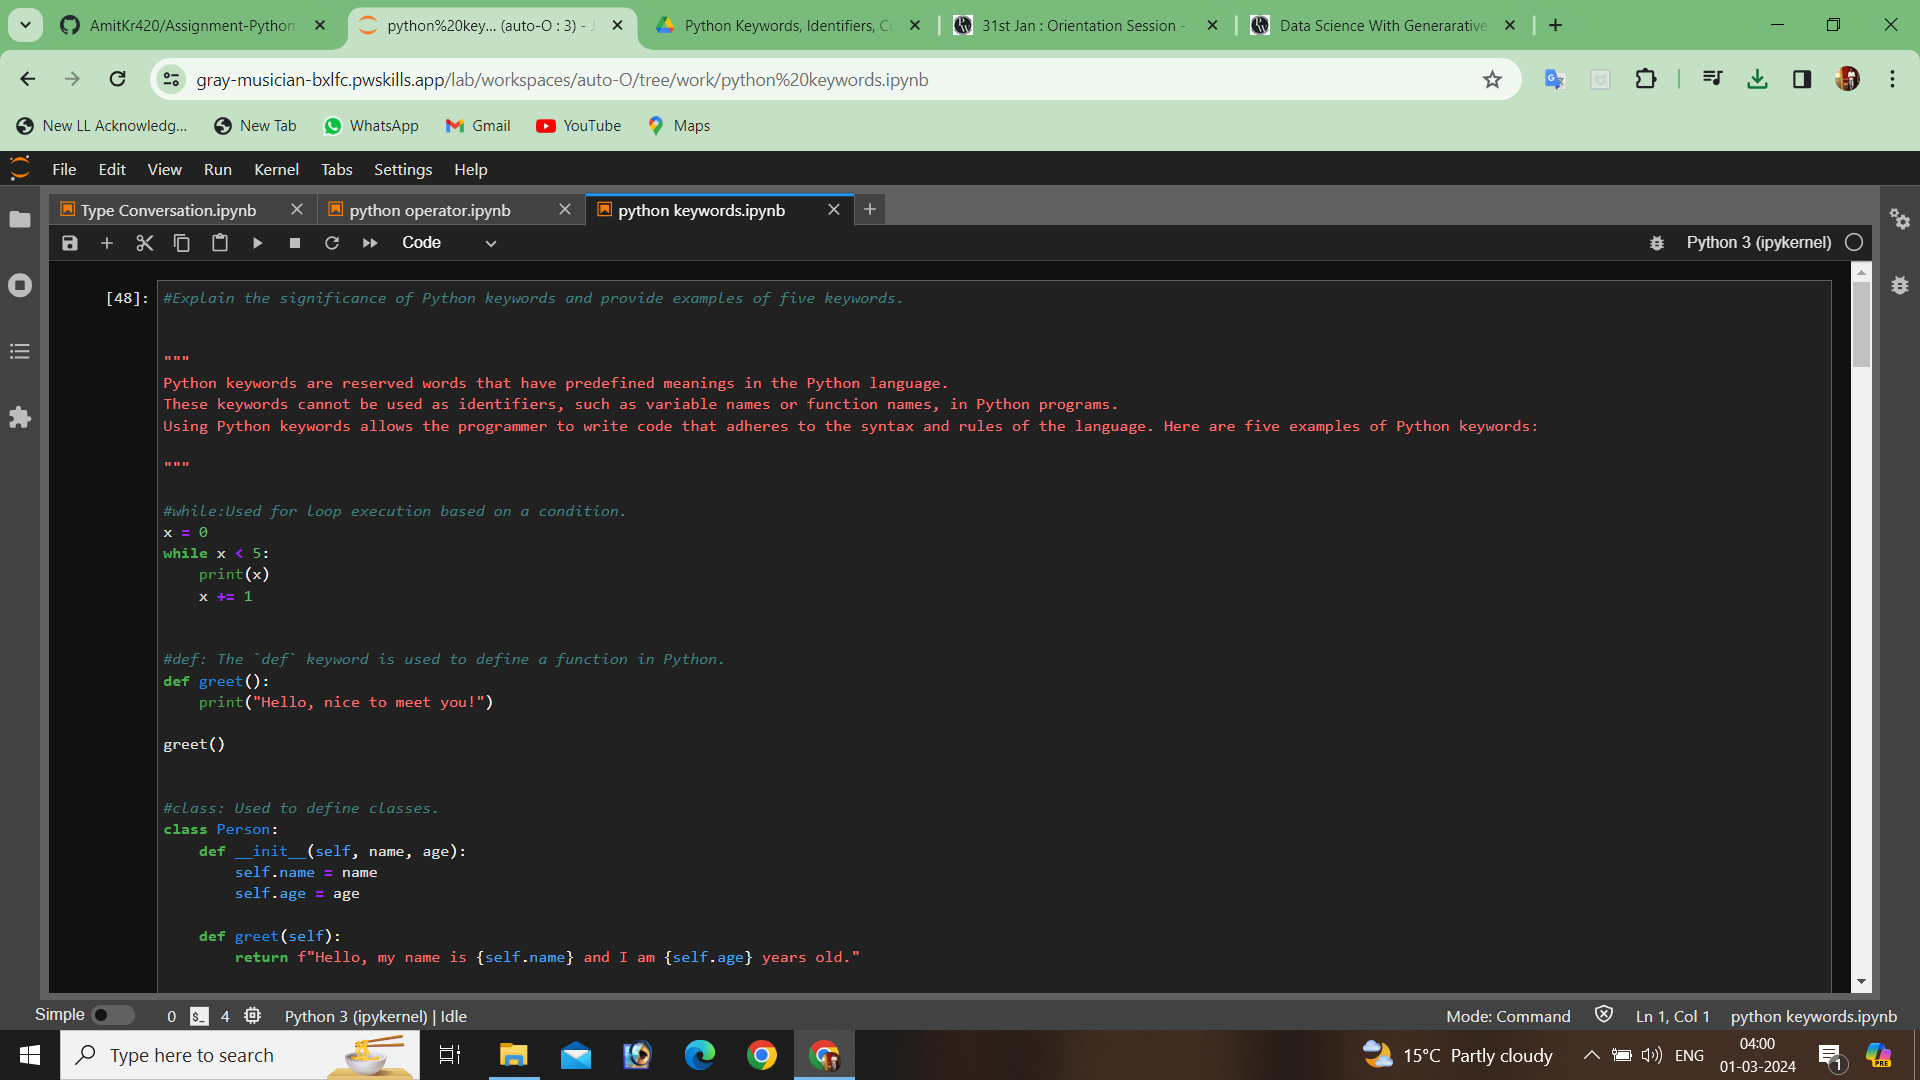 AmitKr420/Assignment-Python-
python%20key... (auto-O : 3) - J
Python Keywords, Identifiers, Co
31st Jan : Orientation Session -
Data Science With Generarative
gray-musician-bxlfc.pwskills.app/lab/workspaces/auto-O/tree/work/python%20keywords.ipynb
New LL Acknowledg... New Tab WhatsApp Gmail YouTube Maps
File Edit View Run Kernel Tabs Settings Help
Type Conversation.ipynb python operator.ipynb python keywords.ipynb
Code Python 3 (ipykernel)
[48]: #Explain the significance of Python keywords and provide examples of five keywords.
"""
Python keywords are reserved words that have predefined meanings in the Python language.
These keywords cannot be used as identifiers, such as variable names or function names, in Python programs.
Using Python keywords allows the programmer to write code that adheres to the syntax and rules of the language. Here are five examples of Python keywords:
"""
#while:Used for loop execution based on a condition.
x = 0
while x < 5:
    print(x)
    x += 1
#def: The `def` keyword is used to define a function in Python.
def greet():
    print("Hello, nice to meet you!")
greet()
#class: Used to define classes.
class Person:
    def __init__(self, name, age):
        self.name = name
        self.age = age
    def greet(self):
        return f"Hello, my name is {self.name} and I am {self.age} years old."
Simple 0 $_ 4 Python 3 (ipykernel) | Idle Mode: Command Ln 1, Col 1 python keywords.ipynb
Type here to search 15°C Partly cloudy ENG 04:00
01-03-2024 1 PRE